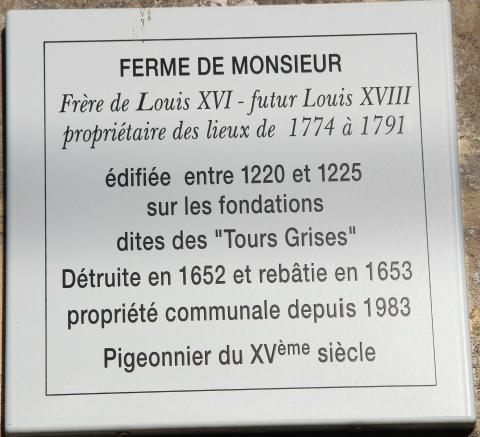 FERME DE MONSIEUR
Frère de Louis XVI - futur Louis XVIII
propriétaire des lieux de 1774 à 1791
édifiée entre 1220 et 1225
sur les fondations
dites des "Tours Grises"
Détruite en 1652 et rebâtie en 1653
propriété communale depuis 1983
Pigeonnier du XVème siècle